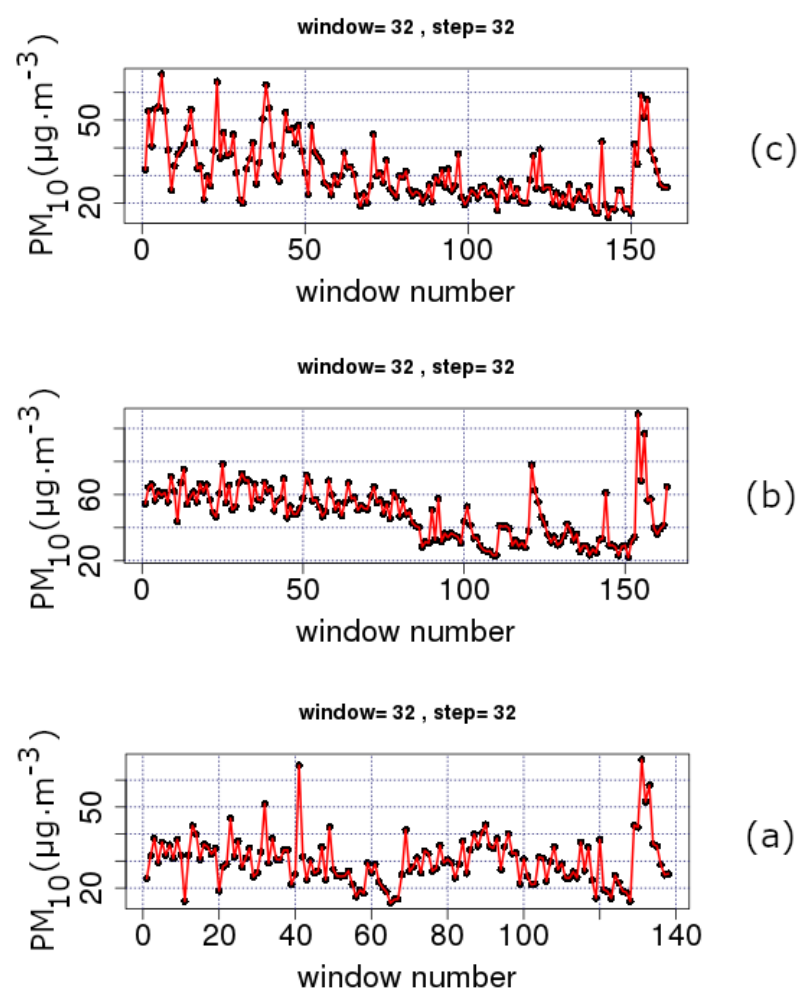 window= 32 , step= 32
PM10(μg·m-3)
50
20
0 50 100 150
window number
(c)
window= 32 , step= 32
PM10(μg·m-3)
60
20
0 50 100 150
window number
(b)
window= 32 , step= 32
PM10(μg·m-3)
50
20
0 20 40 60 80 100 120 140
window number
(a)